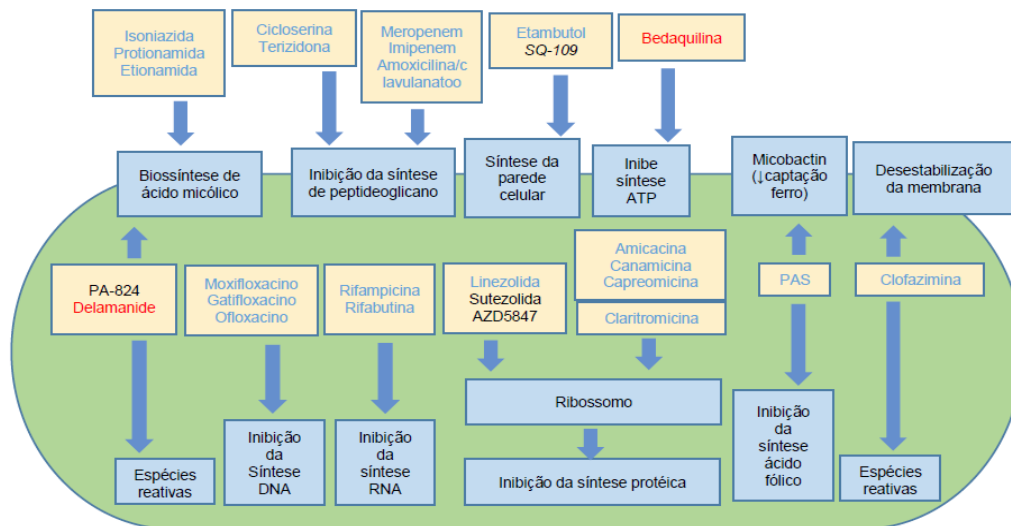 Isoniazida
Protionamida
Etionamida
Cicloserina
Terizidona
Meropenem
Imipenem
Amoxicilina/c
lavulanatoo
Etambutol
SQ-109
Bedaquilina
Biossíntese de
ácido micólico
Inibição da síntese
de peptideoglicano
Síntese da
parede
celular
Inibe
síntese
ATP
Micobactin
(↓captação
ferro)
Desestabilização
da membrana
PA-824
Delamanide
Moxifloxacino
Gatifloxacino
Ofloxacino
Rifampicina
Rifabutina
Linezolida
Sutezolida
AZD5847
Amicacina
Canamicina
Capreomicina
Claritromicina
PAS
Clofazimina
Ribossomo
Espécies
reativas
Inibição
da
Síntese
DNA
Inibição
da
síntese
RNA
Inibição da síntese protéica
Inibição
da
síntese
ácido
fólico
Espécies
reativas